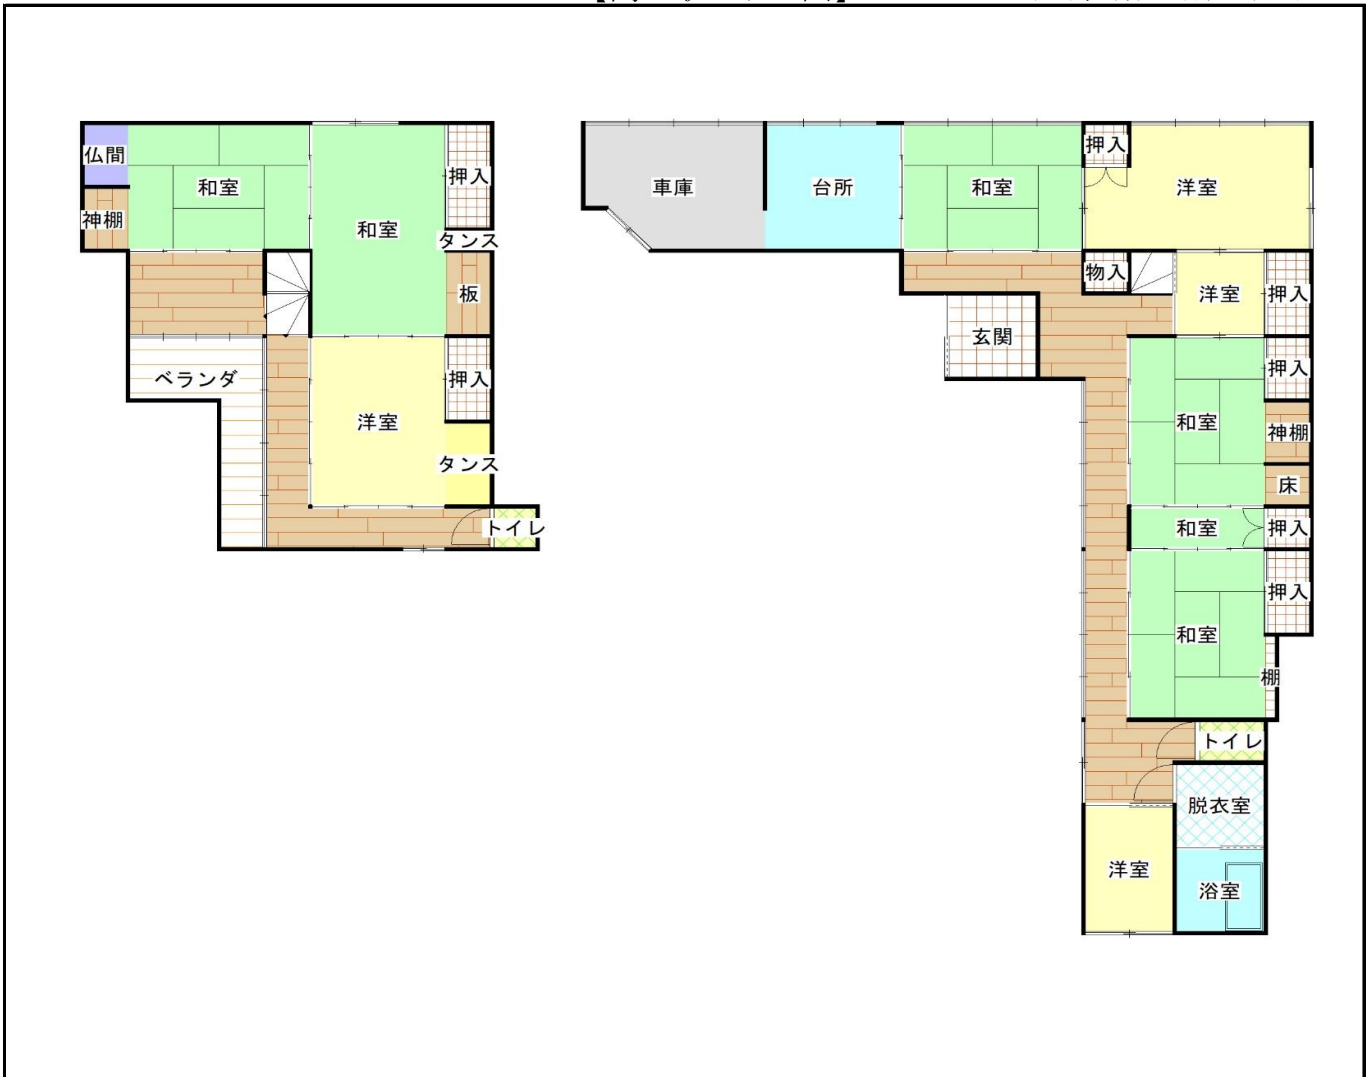 仏間
和室
神棚
和室
押入
タンス
板
ベランダ
洋室
押入
タンス
トイレ
車庫
台所
和室
押入
洋室
物入
洋室
押入
玄関
和室
押入
神棚
床
和室
押入
和室
押入
棚
トイレ
脱衣室
洋室
浴室